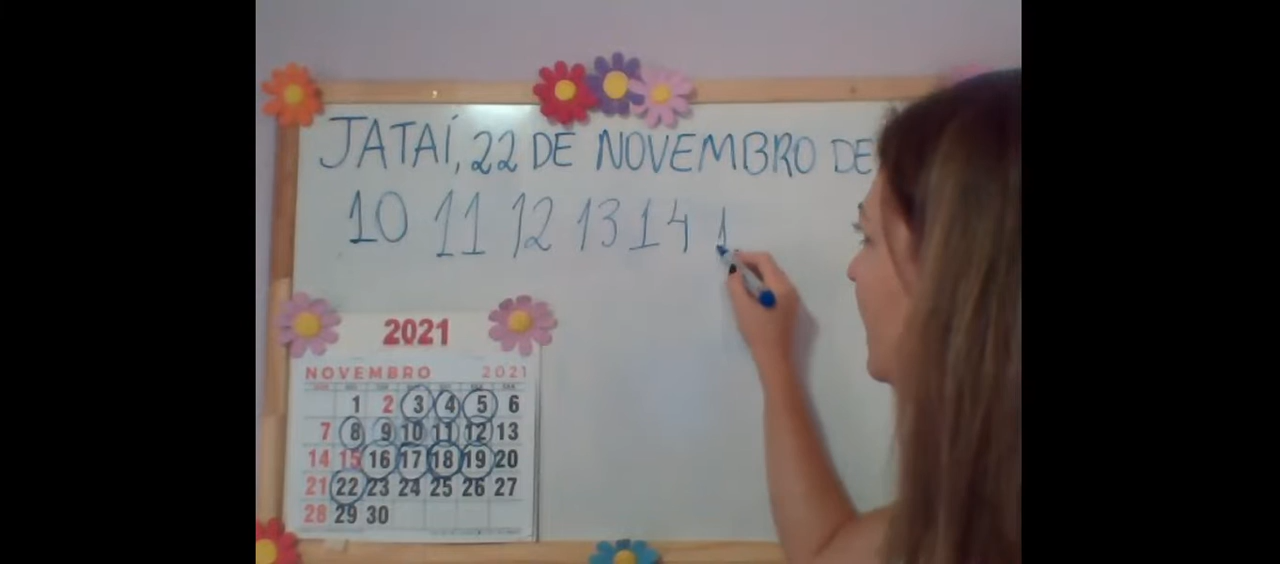 JATAÍ, 22 DE NOVEMBRO DE
10 11 12 13 14 1
2021
NOVEMBRO 2021
1 2 3 4 5 6
7 8 9 10 11 12 13
14 15 16 17 18 19 20
21 22 23 24 25 26 27
28 29 30